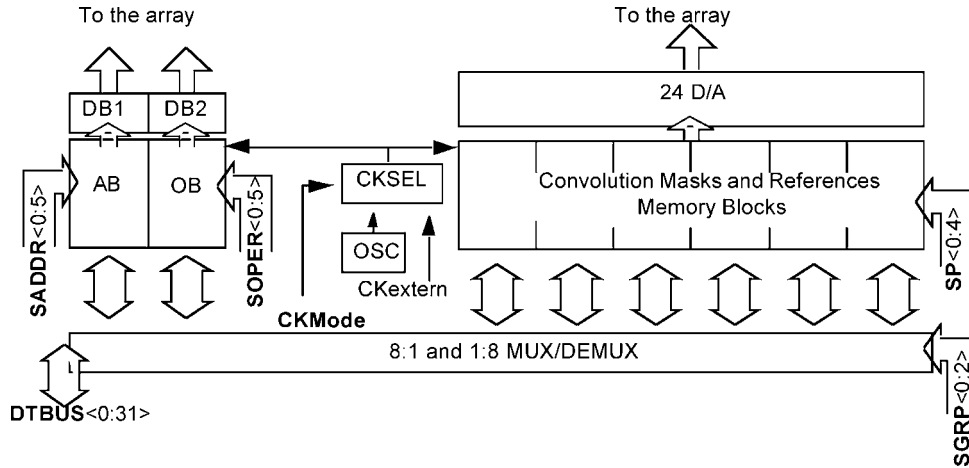 To the array
To the array
DB1
DB2
24 D/A
AB
OB
CKSEL
Convolution Masks and References
Memory Blocks
SADDR<0:5>
SOPER<0:5>
SP<0:4>
OSC
CKextern
CKMode
8:1 and 1:8 MUX/DEMUX
DTBUS<0:31>
SGRP<0:2>